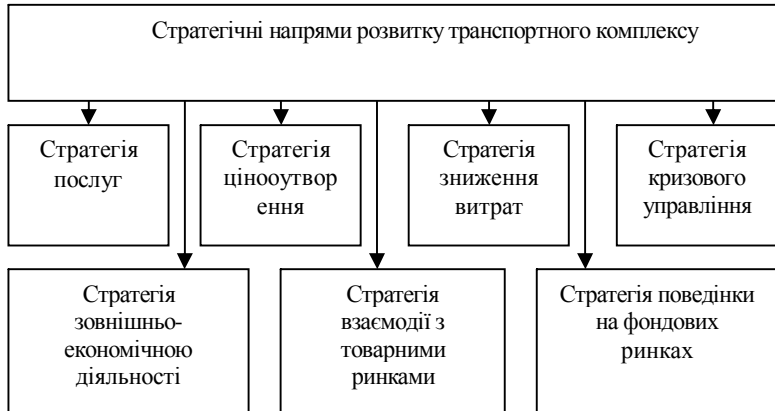 Стратегічні напрями розвитку транспортного комплексу
Стратегія
послуг
Стратегія
цінооутвор
ення
Стратегія
зниження
витрат
Стратегія
кризового
управління
Стратегія
зовнішньо-
економічною
діяльності
Стратегія
взаємодії з
товарними
ринками
Стратегія поведінки
на фондових
ринках